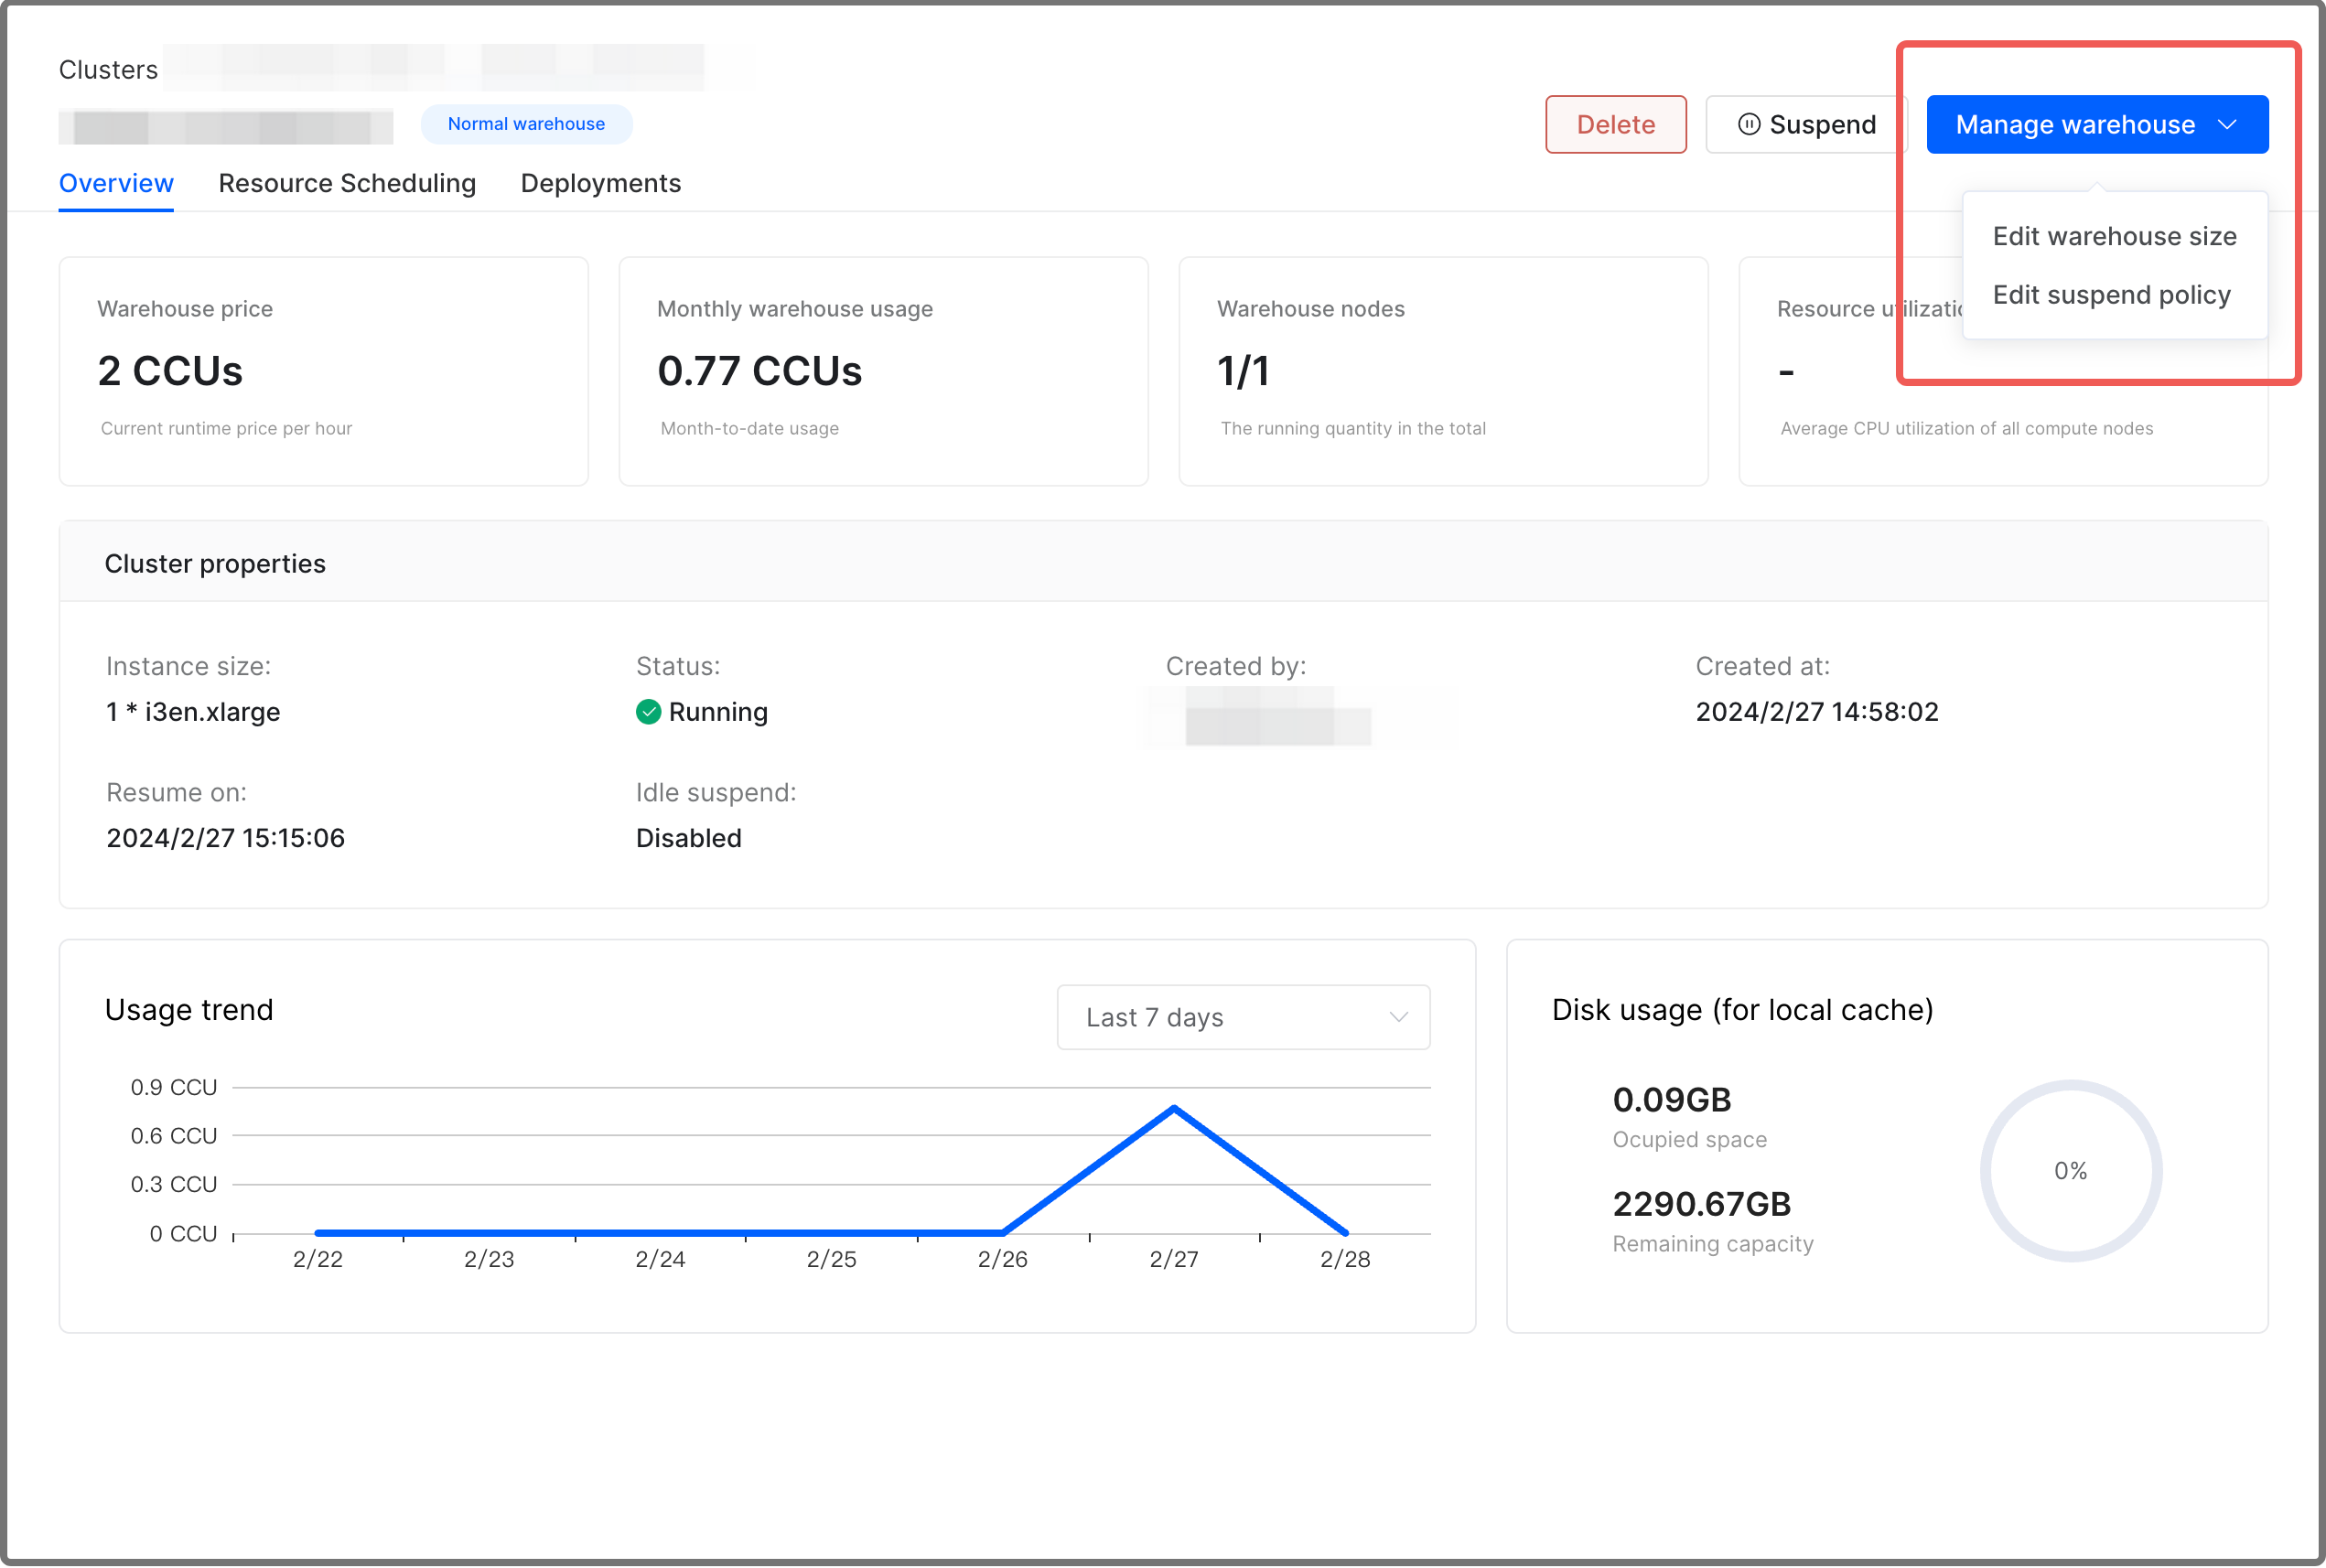 Clusters
Normal warehouse
Delete
Suspend
Manage warehouse
Overview
Resource Scheduling
Deployments
Edit warehouse size
Edit suspend policy
Warehouse price
2 CCUs
Current runtime price per hour
Monthly warehouse usage
0.77 CCUs
Month-to-date usage
Warehouse nodes
1/1
The running quantity in the total
Resource utilizatio
-
Average CPU utilization of all compute nodes
Cluster properties
Instance size:
1 * i3en.xlarge
Status:
Running
Created by:
Created at:
2024/2/27 14:58:02
Resume on:
2024/2/27 15:15:06
Idle suspend:
Disabled
Usage trend
Last 7 days
0.9 CCU
0.6 CCU
0.3 CCU
0 CCU
2/22
2/23
2/24
2/25
2/26
2/27
2/28
Disk usage (for local cache)
0.09GB
Ocupied space
2290.67GB
Remaining capacity
0%